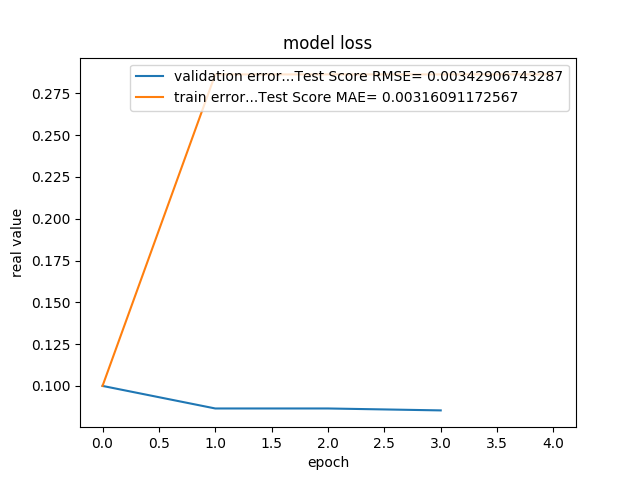 model loss
validation error...Test Score RMSE= 0.00342906743287
train error...Test Score MAE= 0.00316091172567
real value
0.275
0.250
0.225
0.200
0.175
0.150
0.125
0.100
0.0 0.5 1.0 1.5 2.0 2.5 3.0 3.5 4.0
epoch